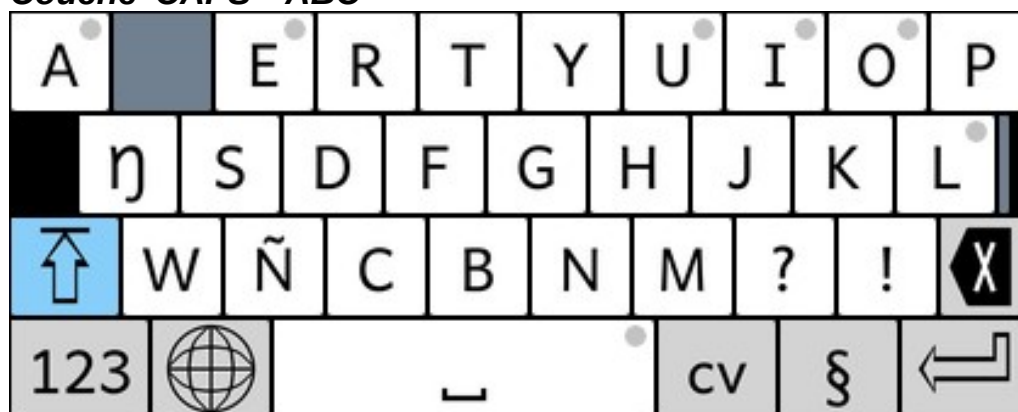 Couche 'CAPS' "ABC"
A E R T Y U I O P
Ŋ S D F G H J K L
W Ñ C B N M ? !
123 cv §